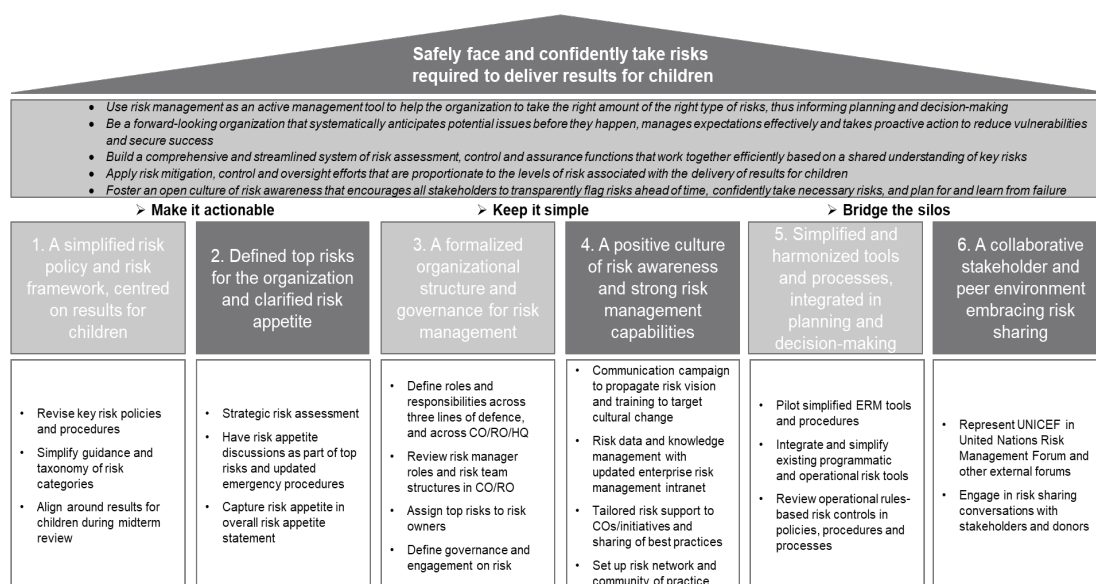 Safely face and confidently take risks
required to deliver results for children
• Use risk management as an active management tool to help the organization to take the right amount of the right type of risks, thus informing planning and decision-making
• Be a forward-looking organization that systematically anticipates potential issues before they happen, manages expectations effectively and takes proactive action to reduce vulnerabilities
and secure success
• Build a comprehensive and streamlined system of risk assessment, control and assurance functions that work together efficiently based on a shared understanding of key risks
• Apply risk mitigation, control and oversight efforts that are proportionate to the levels of risk associated with the delivery of results for children
• Foster an open culture of risk awareness that encourages all stakeholders to transparently flag risks ahead of time, confidently take necessary risks, and plan for and learn from failure
➢ Make it actionable
➢ Keep it simple
➢ Bridge the silos
1. A simplified risk
policy and risk
framework, centred
on results for
children
2. Defined top risks
for the organization
and clarified risk
appetite
3. A formalized
organizational
structure and
governance for risk
management
4. A positive culture
of risk awareness
and strong risk
management
capabilities
5. Simplified and
harmonized tools
and processes,
integrated in
planning and
decision-making
6. A collaborative
stakeholder and
peer environment
embracing risk
sharing
• Revise key risk policies
and procedures
• Simplify guidance and
taxonomy of risk
categories
• Align around results for
children during midterm
review
• Strategic risk assessment
• Have risk appetite
discussions as part of top
risks and updated
emergency procedures
• Capture risk appetite in
overall risk appetite
statement
• Define roles and
responsibilities across
three lines of defence,
and across CO/RO/HQ
• Review risk manager
roles and risk team
structures in CO/RO
• Assign top risks to risk
owners
• Define governance and
engagement on risk
• Communication campaign
to propagate risk vision
and training to target
cultural change
• Risk data and knowledge
management with
updated enterprise risk
management intranet
• Tailored risk support to
COs/initiatives and
sharing of best practices
• Set up risk network and
community of practice
• Pilot simplified ERM tools
and procedures
• Integrate and simplify
existing programmatic
and operational risk tools
• Review operational rules-
based risk controls in
policies, procedures and
processes
• Represent UNICEF in
United Nations Risk
Management Forum and
other external forums
• Engage in risk sharing
conversations with
stakeholders and donors